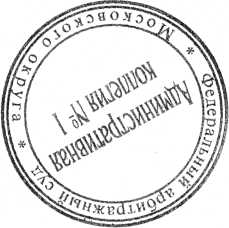 Федеральный арбитражный суд
* Московского округа *
Административная
коллегия № 1